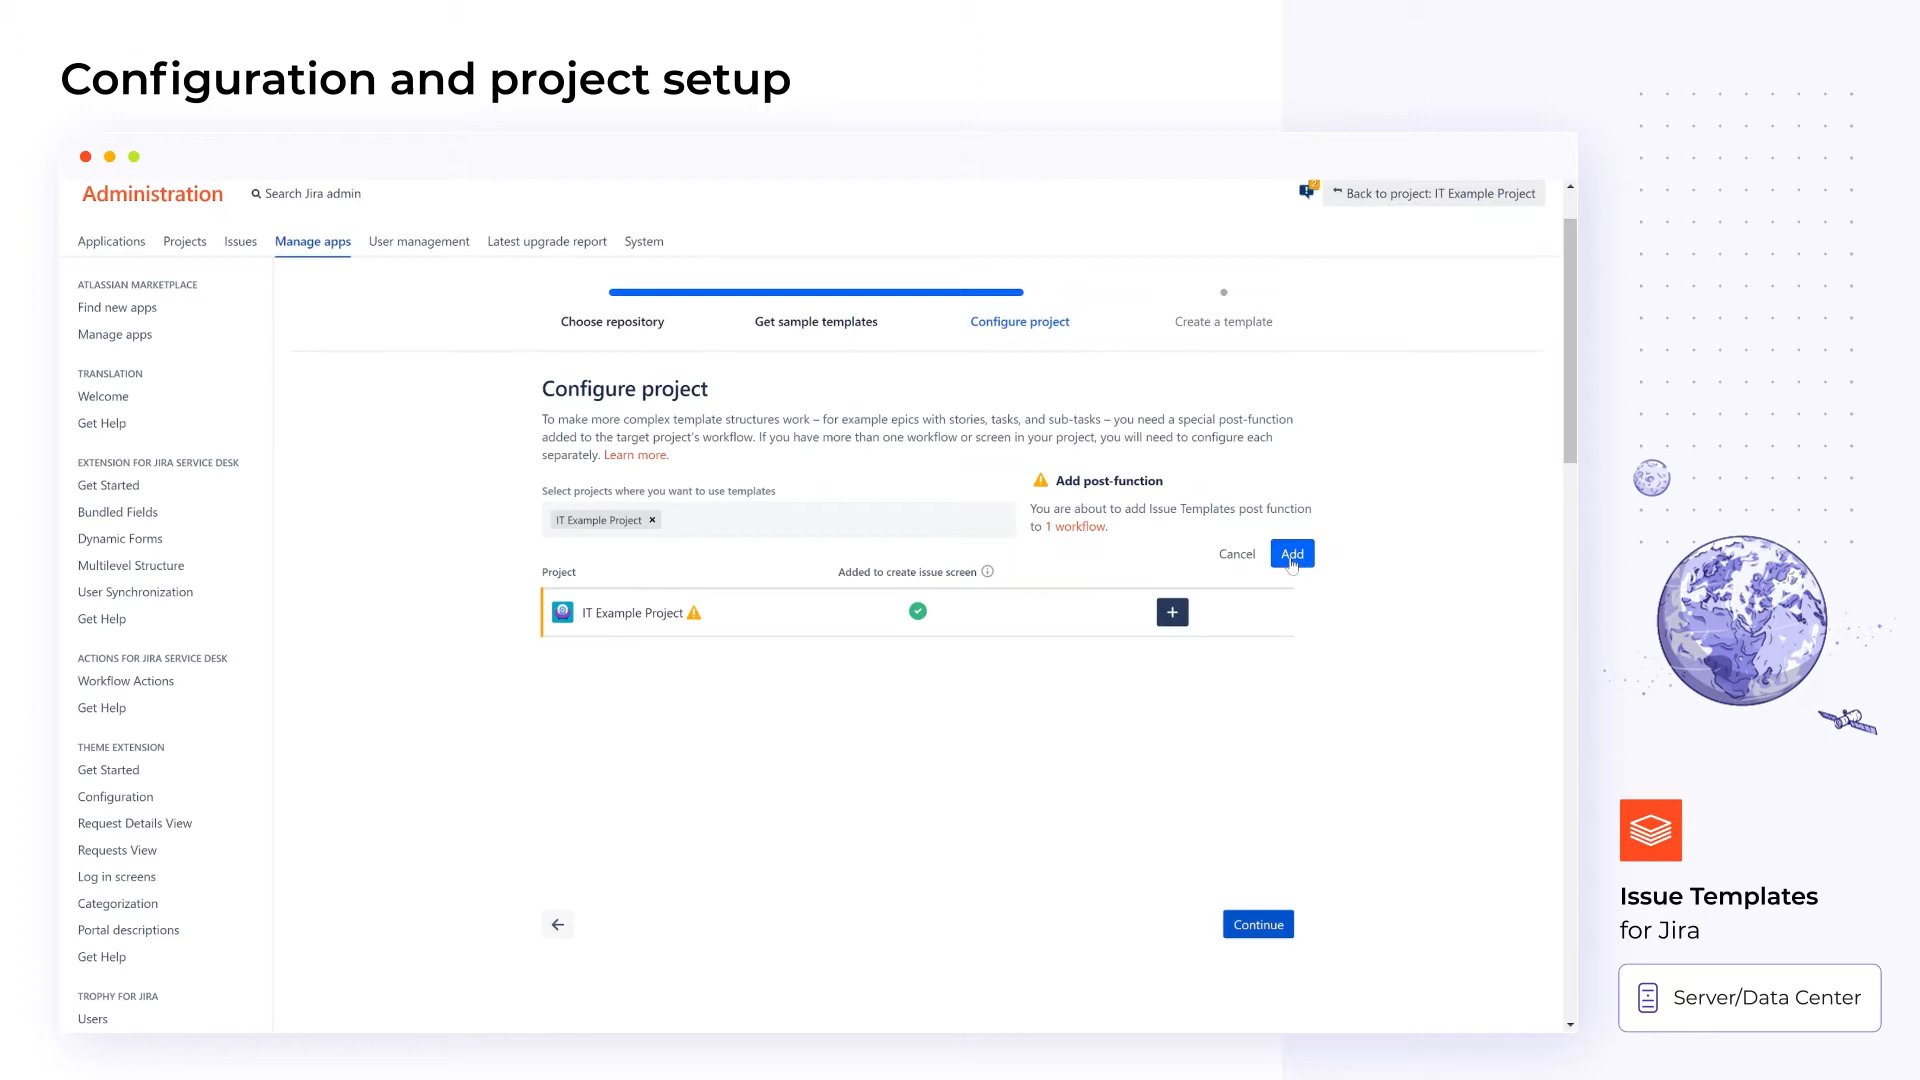 Configuration and project setup
Administration
Search Jira admin
Back to project: IT Example Project
Applications
Projects
Issues
Manage apps
User management
Latest upgrade report
System
ATLASSIAN MARKETPLACE
Find new apps
Manage apps
TRANSLATION
Welcome
Get Help
EXTENSION FOR JIRA SERVICE DESK
Get Started
Bundled Fields
Dynamic Forms
Multilevel Structure
User Synchronization
Get Help
ACTIONS FOR JIRA SERVICE DESK
Workflow Actions
Get Help
THEME EXTENSION
Get Started
Configuration
Request Details View
Requests View
Log in screens
Categorization
Portal descriptions
Get Help
TROPHY FOR JIRA
Users
Choose repository
Get sample templates
Configure project
Create a template
Configure project
To make more complex template structures work – for example epics with stories, tasks, and sub-tasks – you need a special post-function
added to the target project's workflow. If you have more than one workflow or screen in your project, you will need to configure each
separately. Learn more.
Select projects where you want to use templates
IT Example Project ×
Add post-function
You are about to add Issue Templates post function
to 1 workflow.
Cancel
Add
Project
Added to create issue screen
IT Example Project
Continue
Issue Templates
for Jira
Server/Data Center